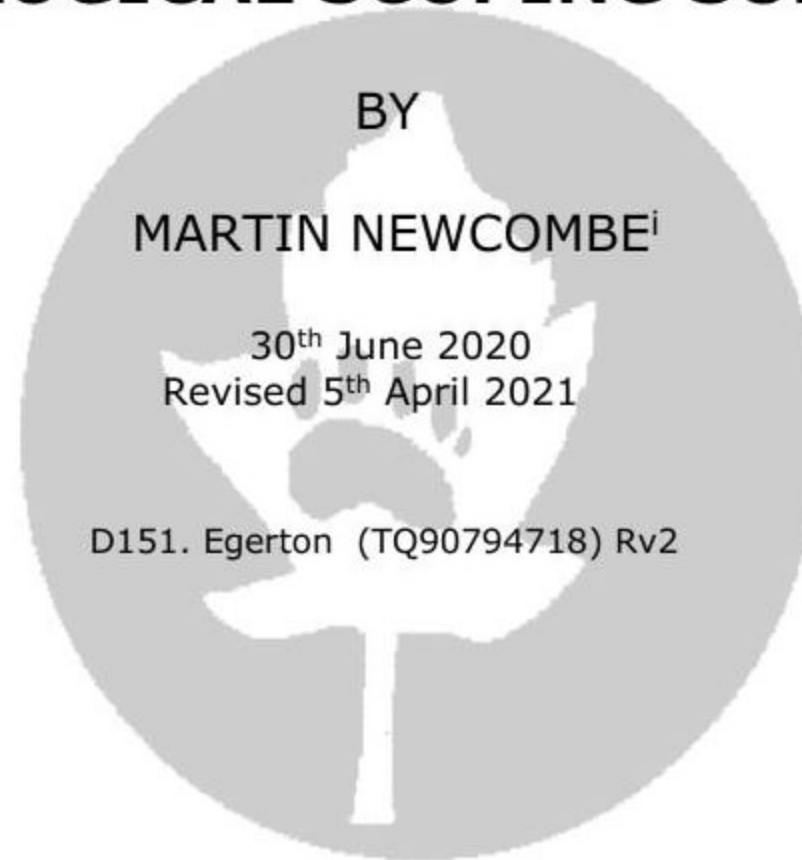 BY
MARTIN NEWCOMBEⁱ
30ᵗʰ June 2020
Revised 5ᵗʰ April 2021
D151. Egerton (TQ90794718) Rv2